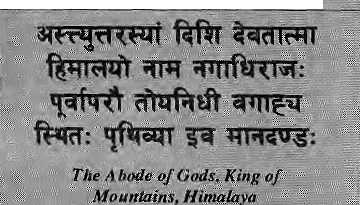 अस्त्त्युत्तरस्यां दिशि देवतात्मा
हिमालयो नाम नगाधिराजः
पूर्वापरौ तोयनिधी वगाह्य
स्थितः पृथिव्या इव मानदण्डः
The Abode of Gods, King of
Mountains, Himalaya